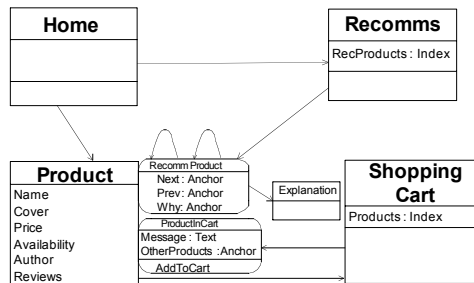 Home
Recomms
RecProducts : Index
Product
Name
Cover
Price
Availability
Author
Reviews
Recomm Product
Next : Anchor
Prev : Anchor
Why: Anchor
Explanation
ProductInCart
Message : Text
OtherProducts :Anchor
AddToCart
Shopping
Cart
Products : Index